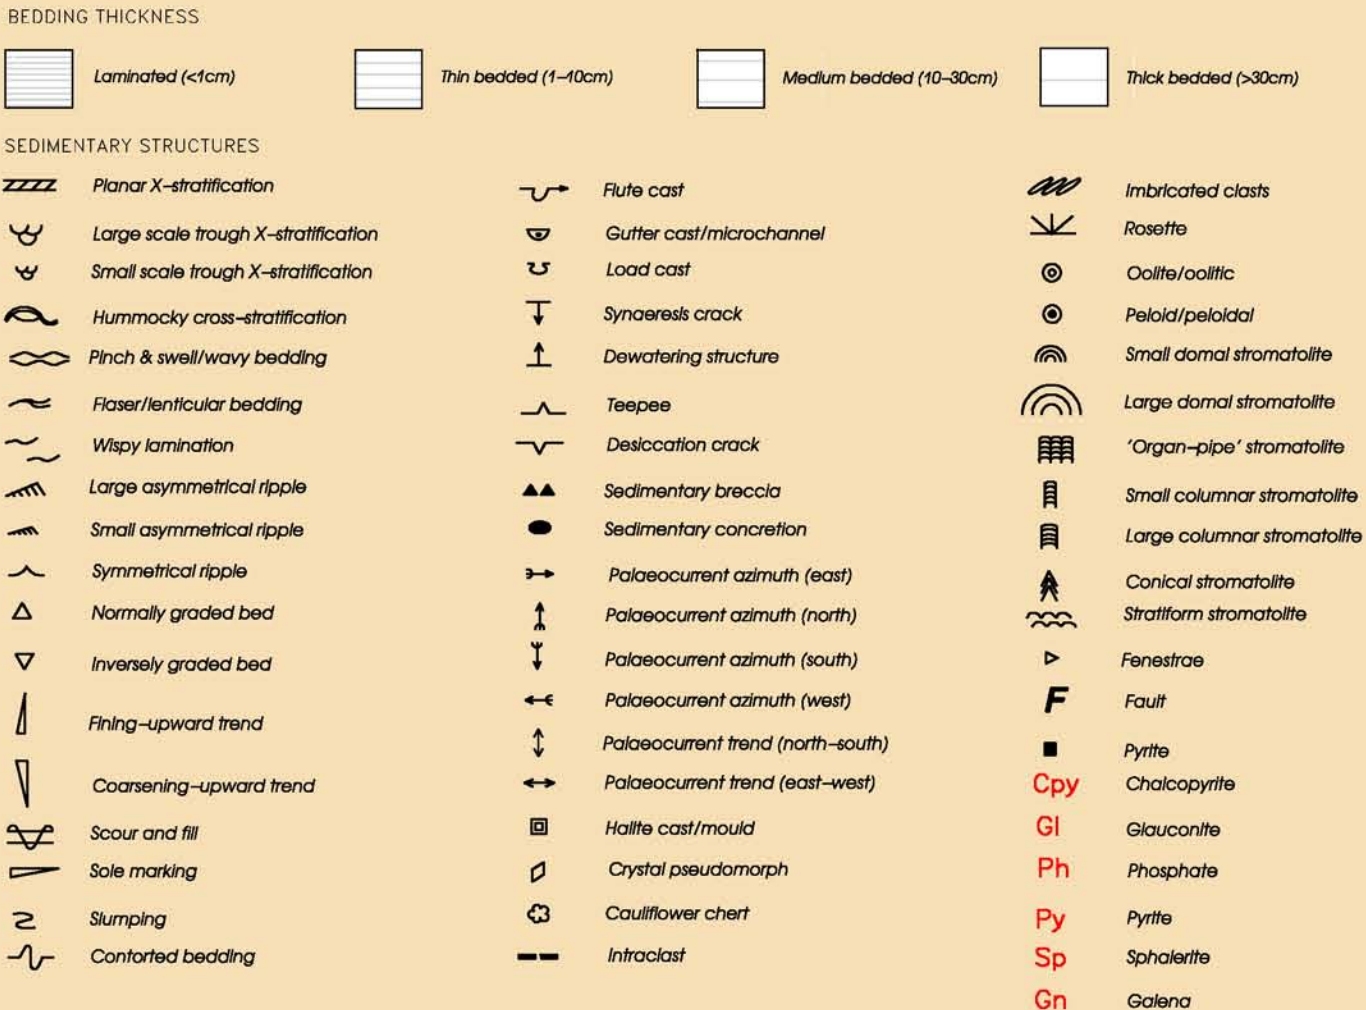 BEDDING THICKNESS
Laminated (<1cm)
Thin bedded (1–10cm)
Medium bedded (10–30cm)
Thick bedded (>30cm)
SEDIMENTARY STRUCTURES
Planar X–stratification
Large scale trough X–stratification
Small scale trough X–stratification
Hummocky cross–stratification
Pinch & swell/wavy bedding
Flaser/lenticular bedding
Wispy lamination
Large asymmetrical ripple
Small asymmetrical ripple
Symmetrical ripple
Normally graded bed
Inversely graded bed
Fining–upward trend
Coarsening–upward trend
Scour and fill
Sole marking
Slumping
Contorted bedding
Flute cast
Gutter cast/microchannel
Load cast
Synaeresis crack
Dewatering structure
Teepee
Desiccation crack
Sedimentary breccia
Sedimentary concretion
Palaeocurrent azimuth (east)
Palaeocurrent azimuth (north)
Palaeocurrent azimuth (south)
Palaeocurrent azimuth (west)
Palaeocurrent trend (north–south)
Palaeocurrent trend (east–west)
Halite cast/mould
Crystal pseudomorph
Cauliflower chert
Intraclast
Imbricated clasts
Rosette
Oolite/oolitic
Peloid/peloidal
Small domal stromatolite
Large domal stromatolite
'Organ–pipe' stromatolite
Small columnar stromatolite
Large columnar stromatolite
Conical stromatolite
Stratiform stromatolite
Fenestrae
F Fault
Pyrite
Cpy Chalcopyrite
Gl Glauconite
Ph Phosphate
Py Pyrite
Sp Sphalerite
Gn Galena